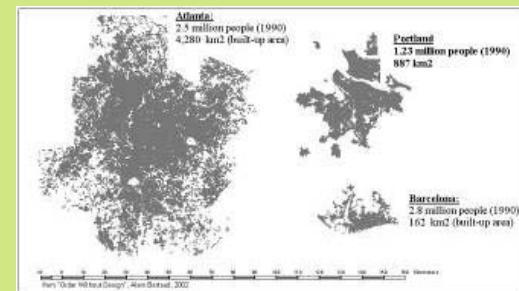 Atlanta:
2.5 million people (1990)
4,280 km2 (built-up area)
Portland
1.23 million people (1990)
887 km2
Barcelona:
2.8 million people (1990)
162 km2 (built-up area)
from "Order Without Design", Alain Bertaud, 2002